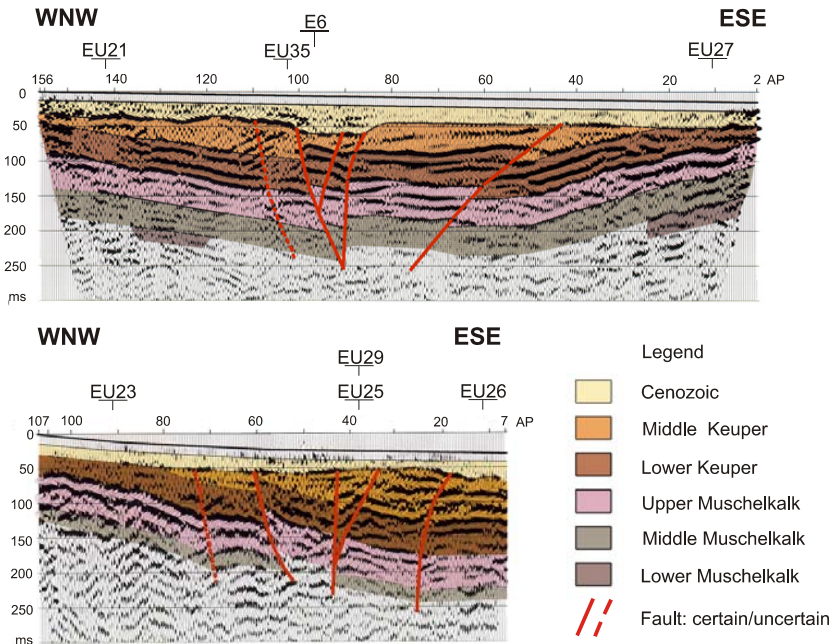 WNW E6 ESE
EU21 EU35 EU27
156 140 120 100 80 60 40 20 2 AP
0
50
100
150
200
250
ms
WNW ESE
EU29
EU23 EU25 EU26
107 100 80 60 40 20 7 AP
0
50
100
150
200
250
ms
Legend
Cenozoic
Middle Keuper
Lower Keuper
Upper Muschelkalk
Middle Muschelkalk
Lower Muschelkalk
Fault: certain/uncertain